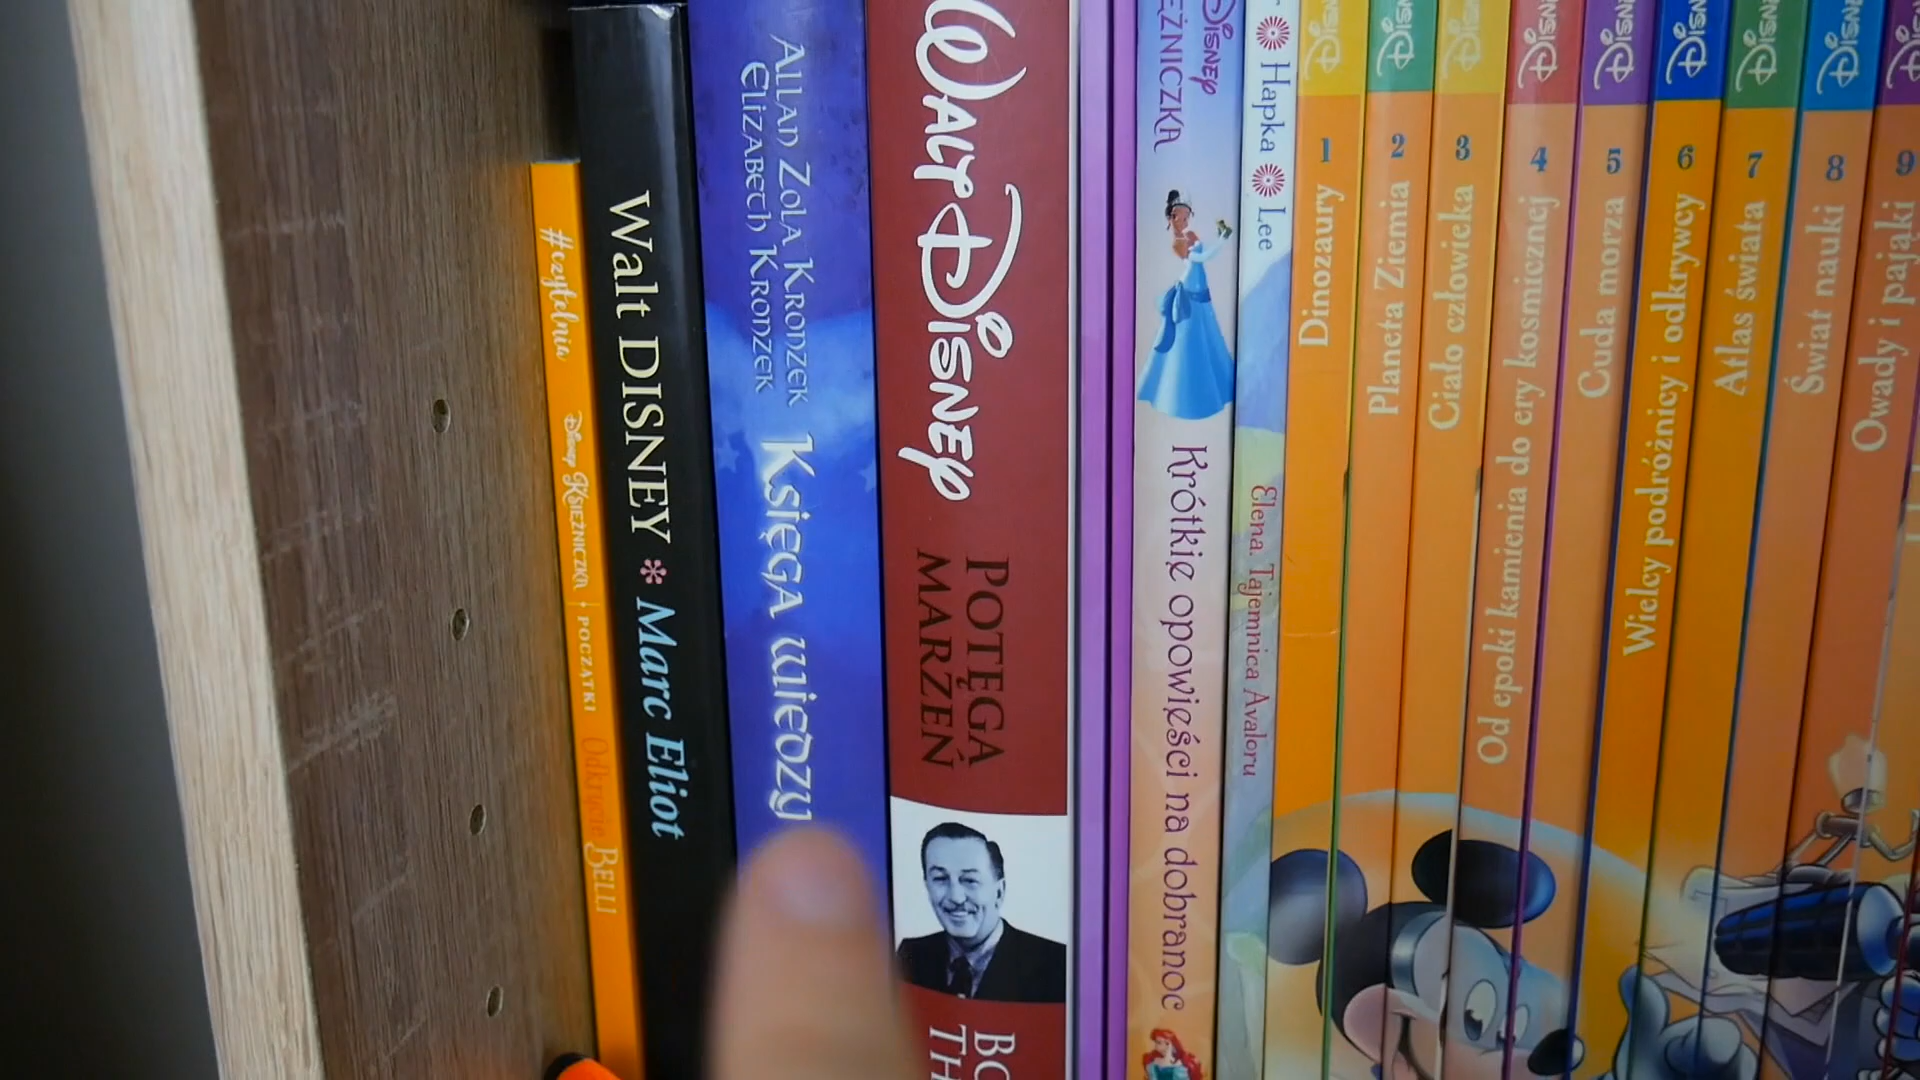 #czytelnia
Disney KSIĘŻNICZKA
POCZĄTKI
Odkrycie BELLI
Walt DISNEY * Marc Eliot
Allan Zola Kronzek
Elizabeth Kronzek
Księga wiedzy
WALT DISNEY
POTĘGA
MARZEŃ
Disney
Krótkie opowieści na dobranoc
Hapka Lee
Elena. Tajemnica Avaloru
Disney
1 Dinozaury
Disney
2 Planeta Ziemia
Disney
3 Ciało człowieka
Disney
4 Od epoki kamienia do ery kosmicznej
Disney
5 Cuda morza
Disney
6 Wielcy podróżnicy i odkrywcy
Disney
7 Atlas świata
Disney
8 Świat nauki
9 Owady i pająki